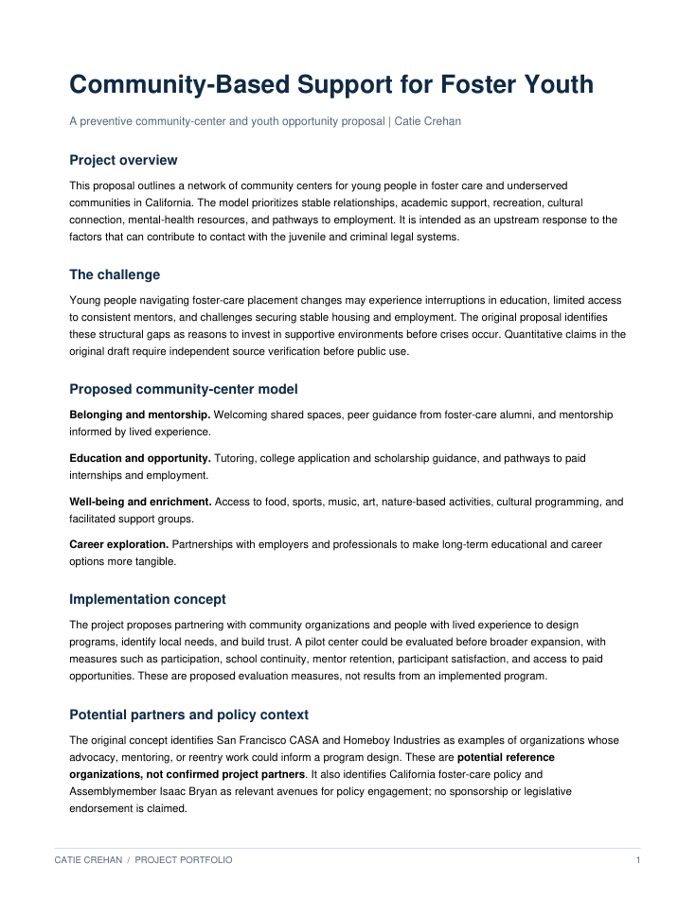 Community-Based Support for Foster Youth
A preventive community-center and youth opportunity proposal | Catie Crehan
Project overview
This proposal outlines a network of community centers for young people in foster care and underserved
communities in California. The model prioritizes stable relationships, academic support, recreation, cultural
connection, mental-health resources, and pathways to employment. It is intended as an upstream response to the
factors that can contribute to contact with the juvenile and criminal legal systems.
The challenge
Young people navigating foster-care placement changes may experience interruptions in education, limited access
to consistent mentors, and challenges securing stable housing and employment. The original proposal identifies
these structural gaps as reasons to invest in supportive environments before crises occur. Quantitative claims in the
original draft require independent source verification before public use.
Proposed community-center model
Belonging and mentorship. Welcoming shared spaces, peer guidance from foster-care alumni, and mentorship
informed by lived experience.
Education and opportunity. Tutoring, college application and scholarship guidance, and pathways to paid
internships and employment.
Well-being and enrichment. Access to food, sports, music, art, nature-based activities, cultural programming, and
facilitated support groups.
Career exploration. Partnerships with employers and professionals to make long-term educational and career
options more tangible.
Implementation concept
The project proposes partnering with community organizations and people with lived experience to design
programs, identify local needs, and build trust. A pilot center could be evaluated before broader expansion, with
measures such as participation, school continuity, mentor retention, participant satisfaction, and access to paid
opportunities. These are proposed evaluation measures, not results from an implemented program.
Potential partners and policy context
The original concept identifies San Francisco CASA and Homeboy Industries as examples of organizations whose
advocacy, mentoring, or reentry work could inform a program design. These are potential reference
organizations, not confirmed project partners. It also identifies California foster-care policy and
Assemblymember Isaac Bryan as relevant avenues for policy engagement; no sponsorship or legislative
endorsement is claimed.
CATIE CREHAN / PROJECT PORTFOLIO
1